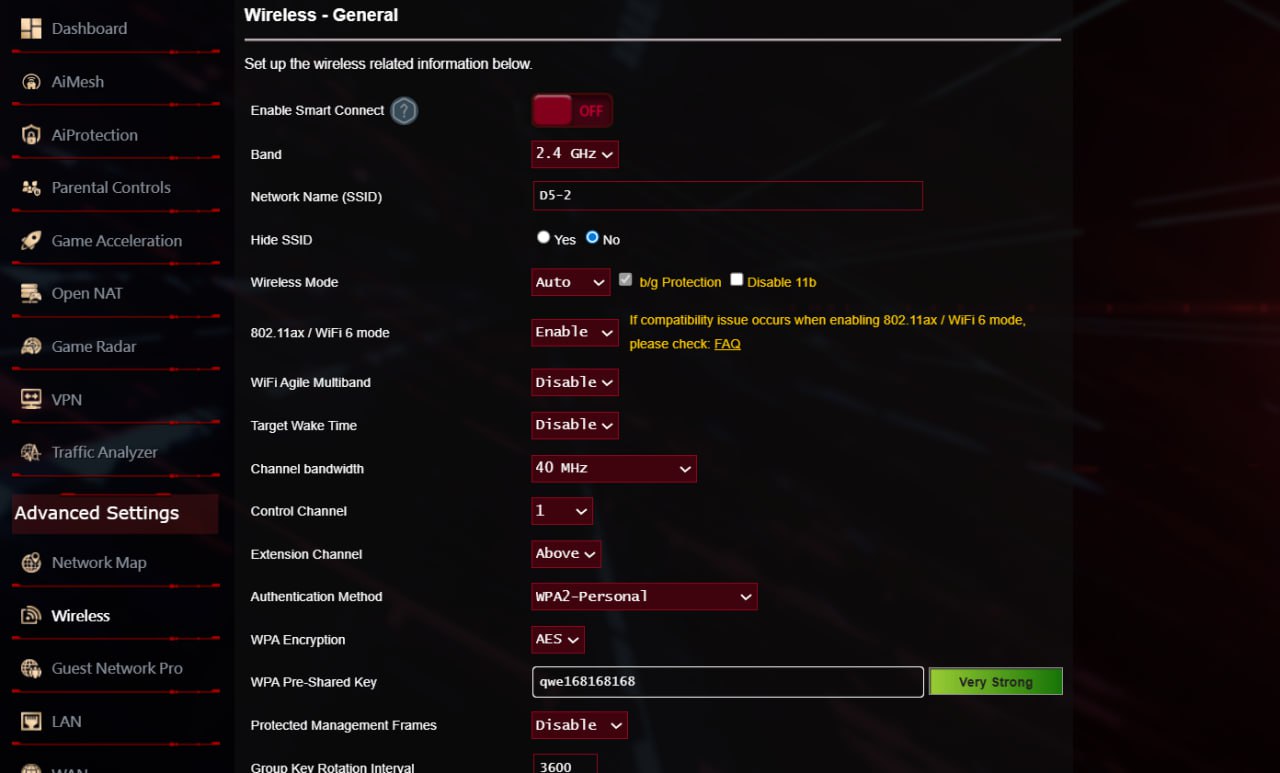 Dashboard
AiMesh
AiProtection
Parental Controls
Game Acceleration
Open NAT
Game Radar
VPN
Traffic Analyzer
Advanced Settings
Network Map
Wireless
Guest Network Pro
LAN
WAN
Wireless - General
Set up the wireless related information below.
Enable Smart Connect ? OFF
Band 2.4 GHz
Network Name (SSID) D5-2
Hide SSID Yes No
Wireless Mode Auto b/g Protection Disable 11b
802.11ax / WiFi 6 mode Enable If compatibility issue occurs when enabling 802.11ax / WiFi 6 mode,
please check: FAQ
WiFi Agile Multiband Disable
Target Wake Time Disable
Channel bandwidth 40 MHz
Control Channel 1
Extension Channel Above
Authentication Method WPA2-Personal
WPA Encryption AES
WPA Pre-Shared Key qwe168168168 Very Strong
Protected Management Frames Disable
Group Key Rotation Interval 3600